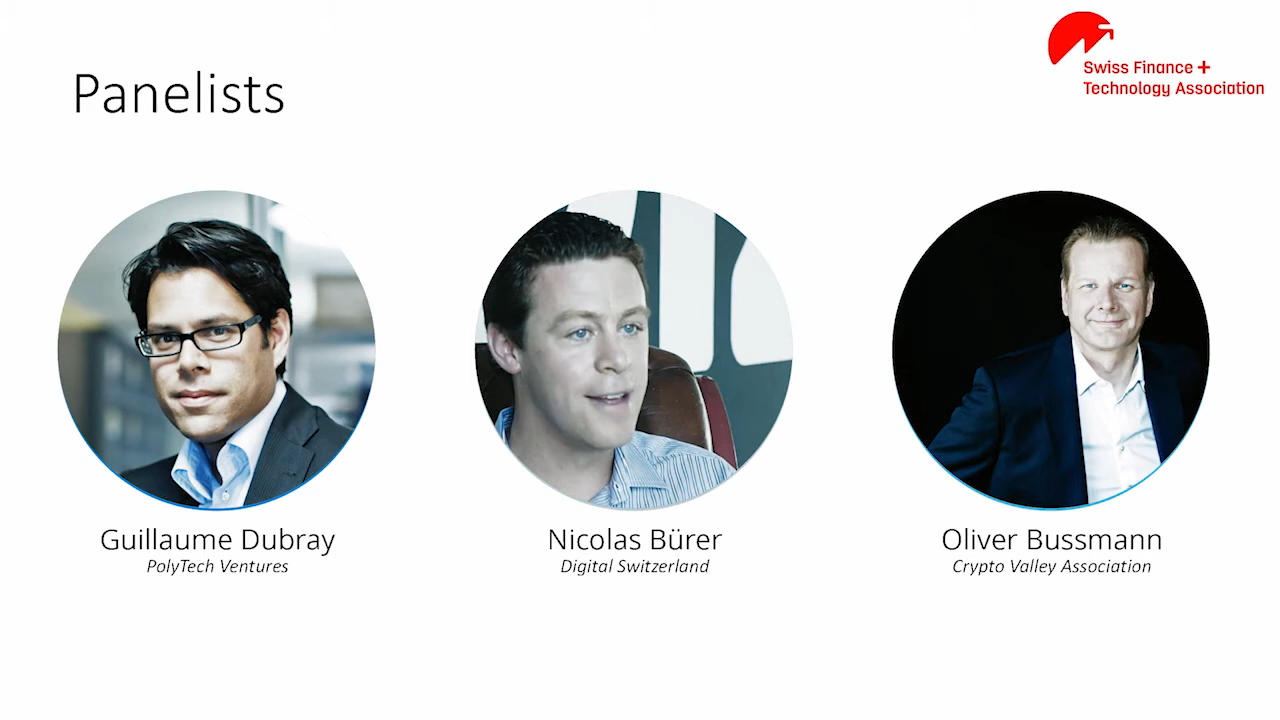 Panelists
Swiss Finance +
Technology Association
Guillaume Dubray
PolyTech Ventures
Nicolas Bürer
Digital Switzerland
Oliver Bussmann
Crypto Valley Association